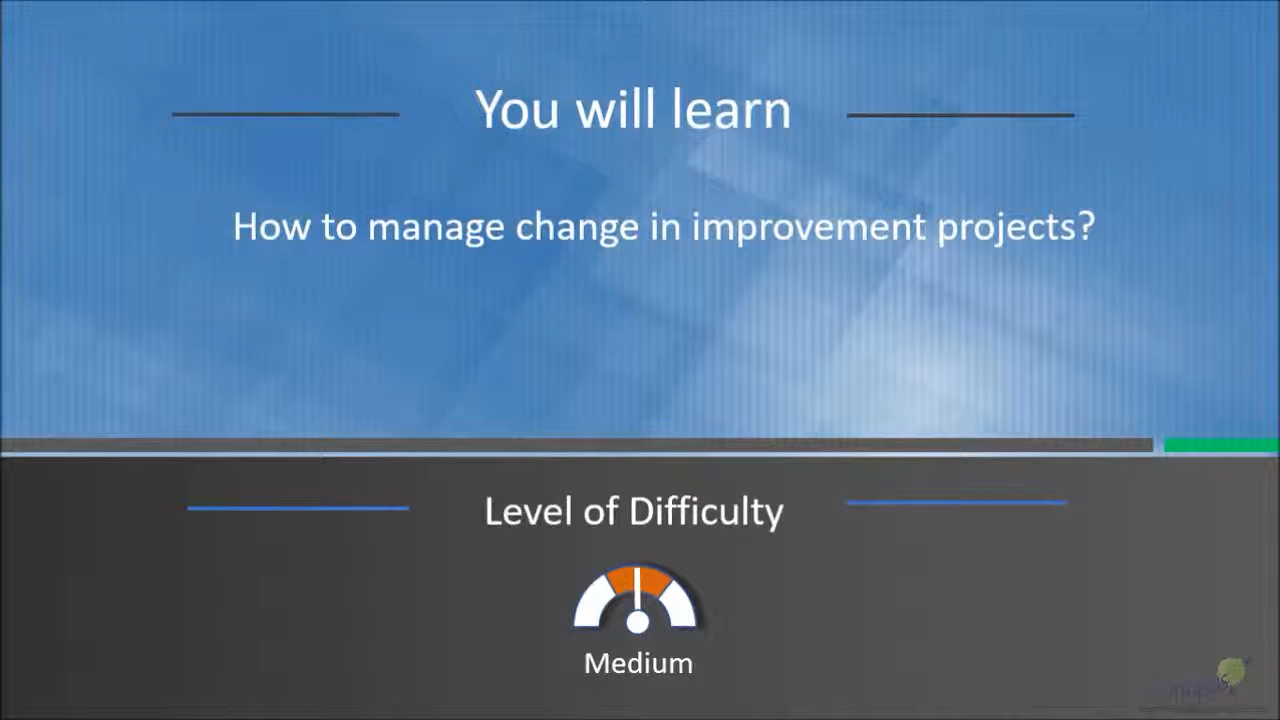 You will learn
How to manage change in improvement projects?
Level of Difficulty
Medium